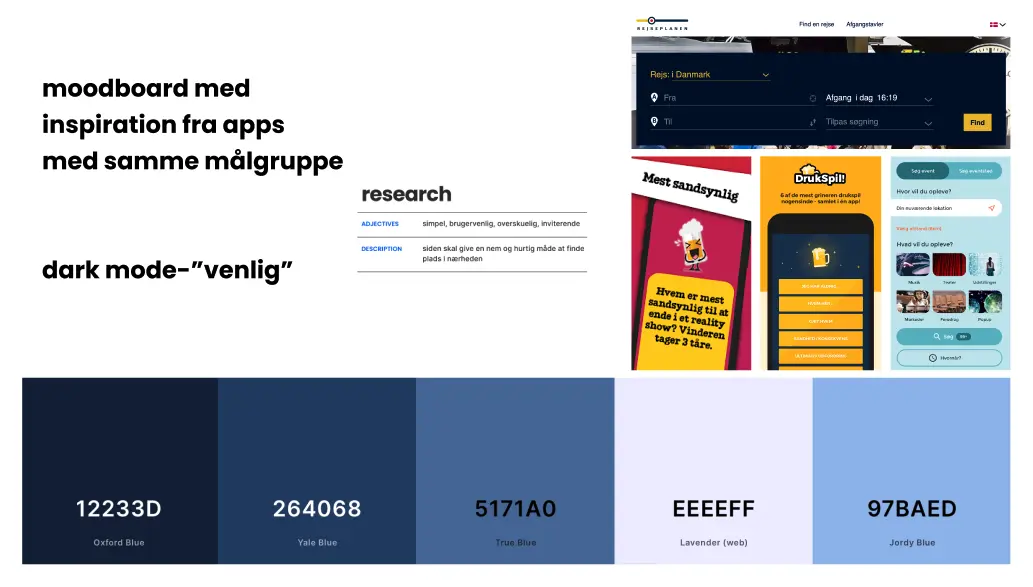 moodboard med
inspiration fra apps
med samme målgruppe
dark mode-”venlig”
research
ADJECTIVES simpel, brugervenlig, overskuelig, inviterende
DESCRIPTION siden skal give en nem og hurtig måde at finde
plads i nærheden
REJSEPLANEN
Find en rejse Afgangstavler
Rejs: i Danmark
A Fra
Afgang i dag 16:19
B Til
Tilpas søgning
Find
Mest sandsynlig
Hvem er mest
sandsynlig til at
ende i et reality
show? Vinderen
tager 3 tåre.
DrukSpil!
6 af de mest grineren drukspil
nogensinde - samlet i én app!
Søg event Søg eventsted
Hvor vil du opleve?
Din nuværende lokation
Hvad vil du opleve?
Musik Teater Udstillinger
Markeder Foredrag Popup
Søg 99+
Hvornår?
12233D
Oxford Blue
264068
Yale Blue
5171A0
True Blue
EEEEFF
Lavender (web)
97BAED
Jordy Blue